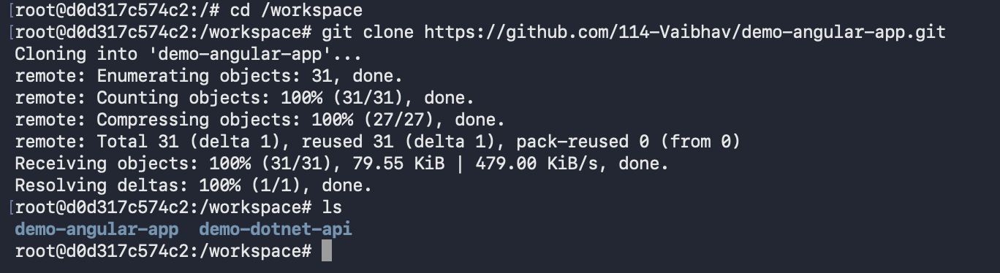 [root@d0d317c574c2:/# cd /workspace
[root@d0d317c574c2:/workspace# git clone https://github.com/114-Vaibhav/demo-angular-app.git
Cloning into 'demo-angular-app'...
remote: Enumerating objects: 31, done.
remote: Counting objects: 100% (31/31), done.
remote: Compressing objects: 100% (27/27), done.
remote: Total 31 (delta 1), reused 31 (delta 1), pack-reused 0 (from 0)
Receiving objects: 100% (31/31), 79.55 KiB | 479.00 KiB/s, done.
Resolving deltas: 100% (1/1), done.
[root@d0d317c574c2:/workspace# ls
demo-angular-app  demo-dotnet-api
root@d0d317c574c2:/workspace#